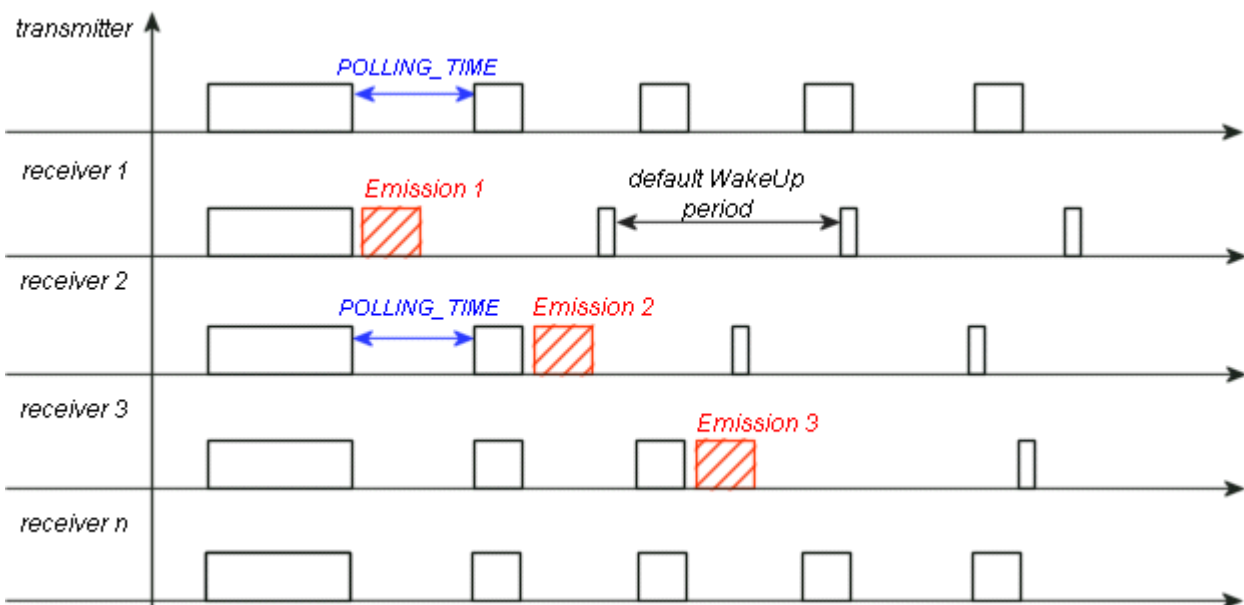 transmitter
POLLING_TIME
receiver 1
Emission 1
default WakeUp
period
receiver 2
POLLING_TIME
Emission 2
receiver 3
Emission 3
receiver n